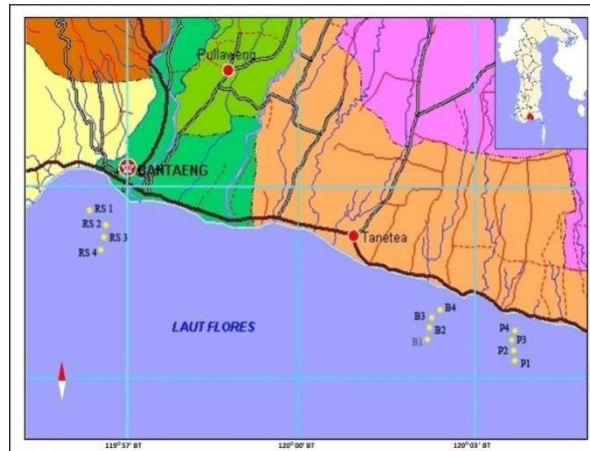 Pullaweng
BANTAENG
RS 1
RS 2
RS 3
RS 4
Tanetea
LAUT FLORES
B4
B3
B2
B1
P4
P3
P2
P1
119°57' BT
120°00' BT
120°03' BT